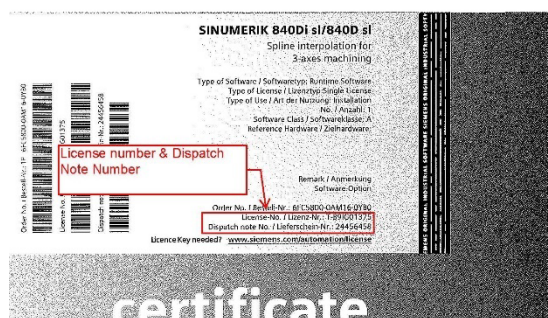 SINUMERIK 840Di sl/840D sl
Spline interpolation for
3-axes machining
Type of Software / Softwaretyp: Runtime Software
Type of License / Lizenztyp: Single License
Type of Use / Art der Nutzung: Installation
No. / Anzahl: 1
Software Class / Softwareklasse: A
Reference Hardware / Zielhardware:
License number & Dispatch
Note Number
Remark / Anmerkung
Software-Option
Order No. / Bestell-Nr.: 6FC5800-0AM16-0YB0
License-No. / Lizenz-Nr.: T-B9IG01375
Dispatch note No. / Lieferschein-Nr.: 24456458
Licence Key needed? www.siemens.com/automation/license
certificate